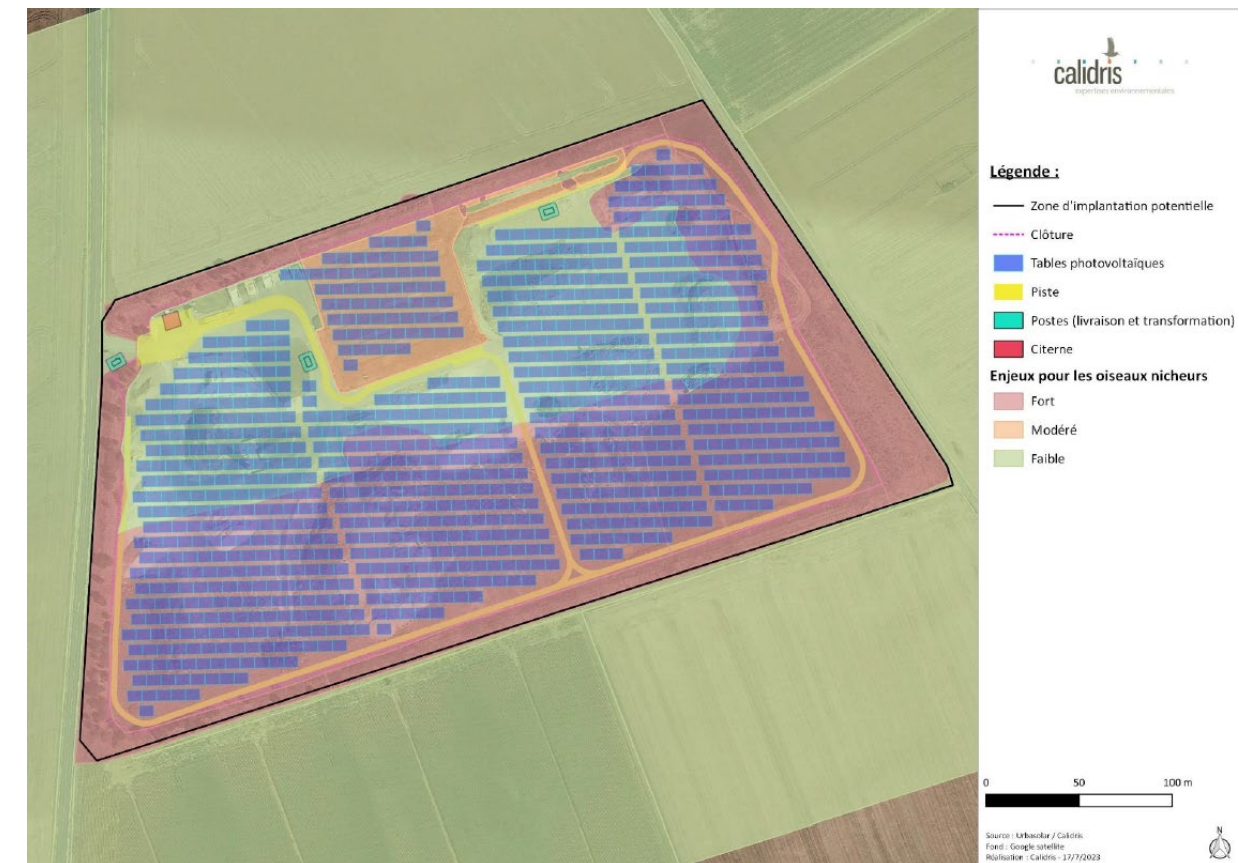 calidris
expertises environnementales
Légende :
Zone d'implantation potentielle
Clôture
Tables photovoltaïques
Piste
Postes (livraison et transformation)
Citerne
Enjeux pour les oiseaux nicheurs
Fort
Modéré
Faible
0 50 100 m
Source : Urbasolar / Calidris
Fond : Google satellite
Réalisation : Calidris - 17/7/2023
N